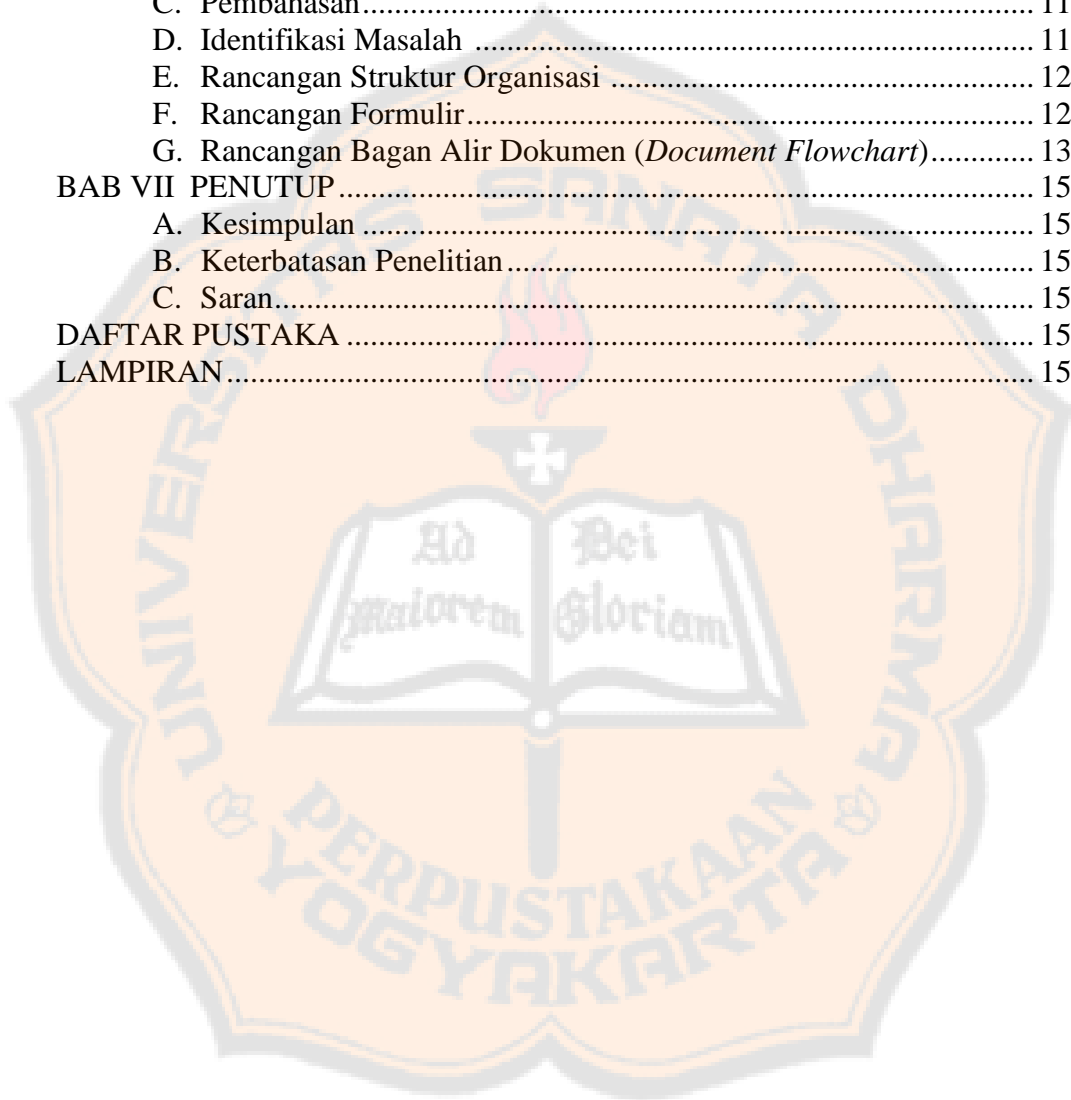 C. Pembahasan.......................................................................... 11
D. Identifikasi Masalah .............................................................. 11
E. Rancangan Struktur Organisasi ............................................... 12
F. Rancangan Formulir............................................................... 12
G. Rancangan Bagan Alir Dokumen (Document Flowchart)............. 13
BAB VII PENUTUP............................................................................. 15
A. Kesimpulan .......................................................................... 15
B. Keterbatasan Penelitian........................................................... 15
C. Saran.................................................................................... 15
DAFTAR PUSTAKA ........................................................................... 15
LAMPIRAN......................................................................................... 15
UNIVERSITAS SANATA DHARMA
Ad Maiorem
Dei Gloriam
PERPUSTAKAAN
YOGYAKARTA